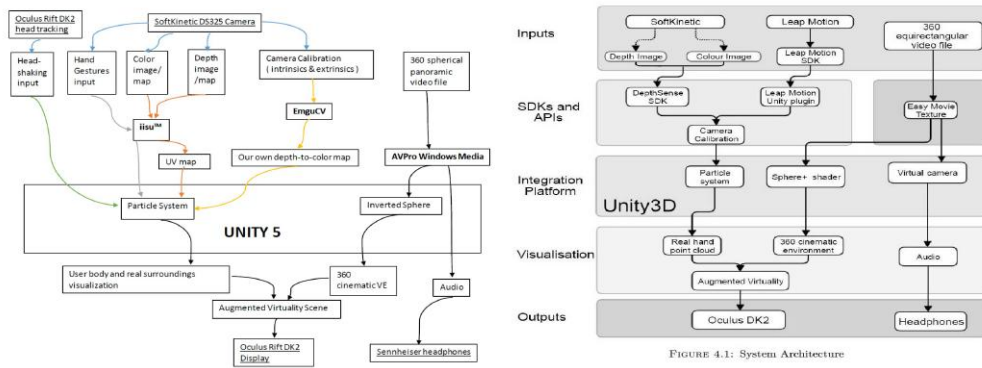 Oculus Rift DK2
head tracking
SoftKinetic DS325 Camera
Head-
shaking
input
Hand
Gestures
input
Color
image/
map
Depth
image
/map
Camera Calibration
( intrinsics & extrinsics )
360 spherical
panoramic
video file
EmguCV
iisu™
UV map
Our own depth-to-color map
AVPro Windows Media
Particle System
Inverted Sphere
UNITY 5
User body and real surroundings
visualization
360
cinematic VE
Audio
Augmented Virtuality Scene
Oculus Rift DK2
Display
Sennheiser headphones
Inputs
SoftKinetic
Leap Motion
360
equirectangular
video file
Depth Image
Colour Image
Leap Motion
SDK
SDKs and
APIs
DepthSense
SDK
Leap Motion
Unity plugin
Easy Movie
Texture
Camera
Calibration
Integration
Platform
Particle
system
Sphere+ shader
Virtual camera
Unity3D
Visualisation
Real hand
point cloud
360 cinematic
environment
Audio
Augmented Virtuality
Outputs
Oculus DK2
Headphones
FIGURE 4.1: System Architecture